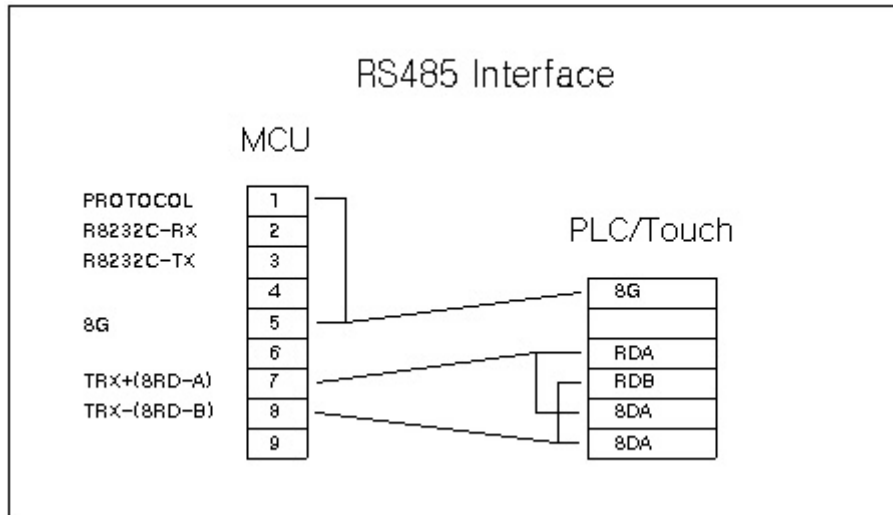 RS485 Interface
MCU
PROTOCOL 1
R8232C-RX 2
R8232C-TX 3
4
8G 5
6
TRX+(8RD-A) 7
TRX-(8RD-B) 8
9
PLC/Touch
8G
RDA
RDB
8DA
8DA